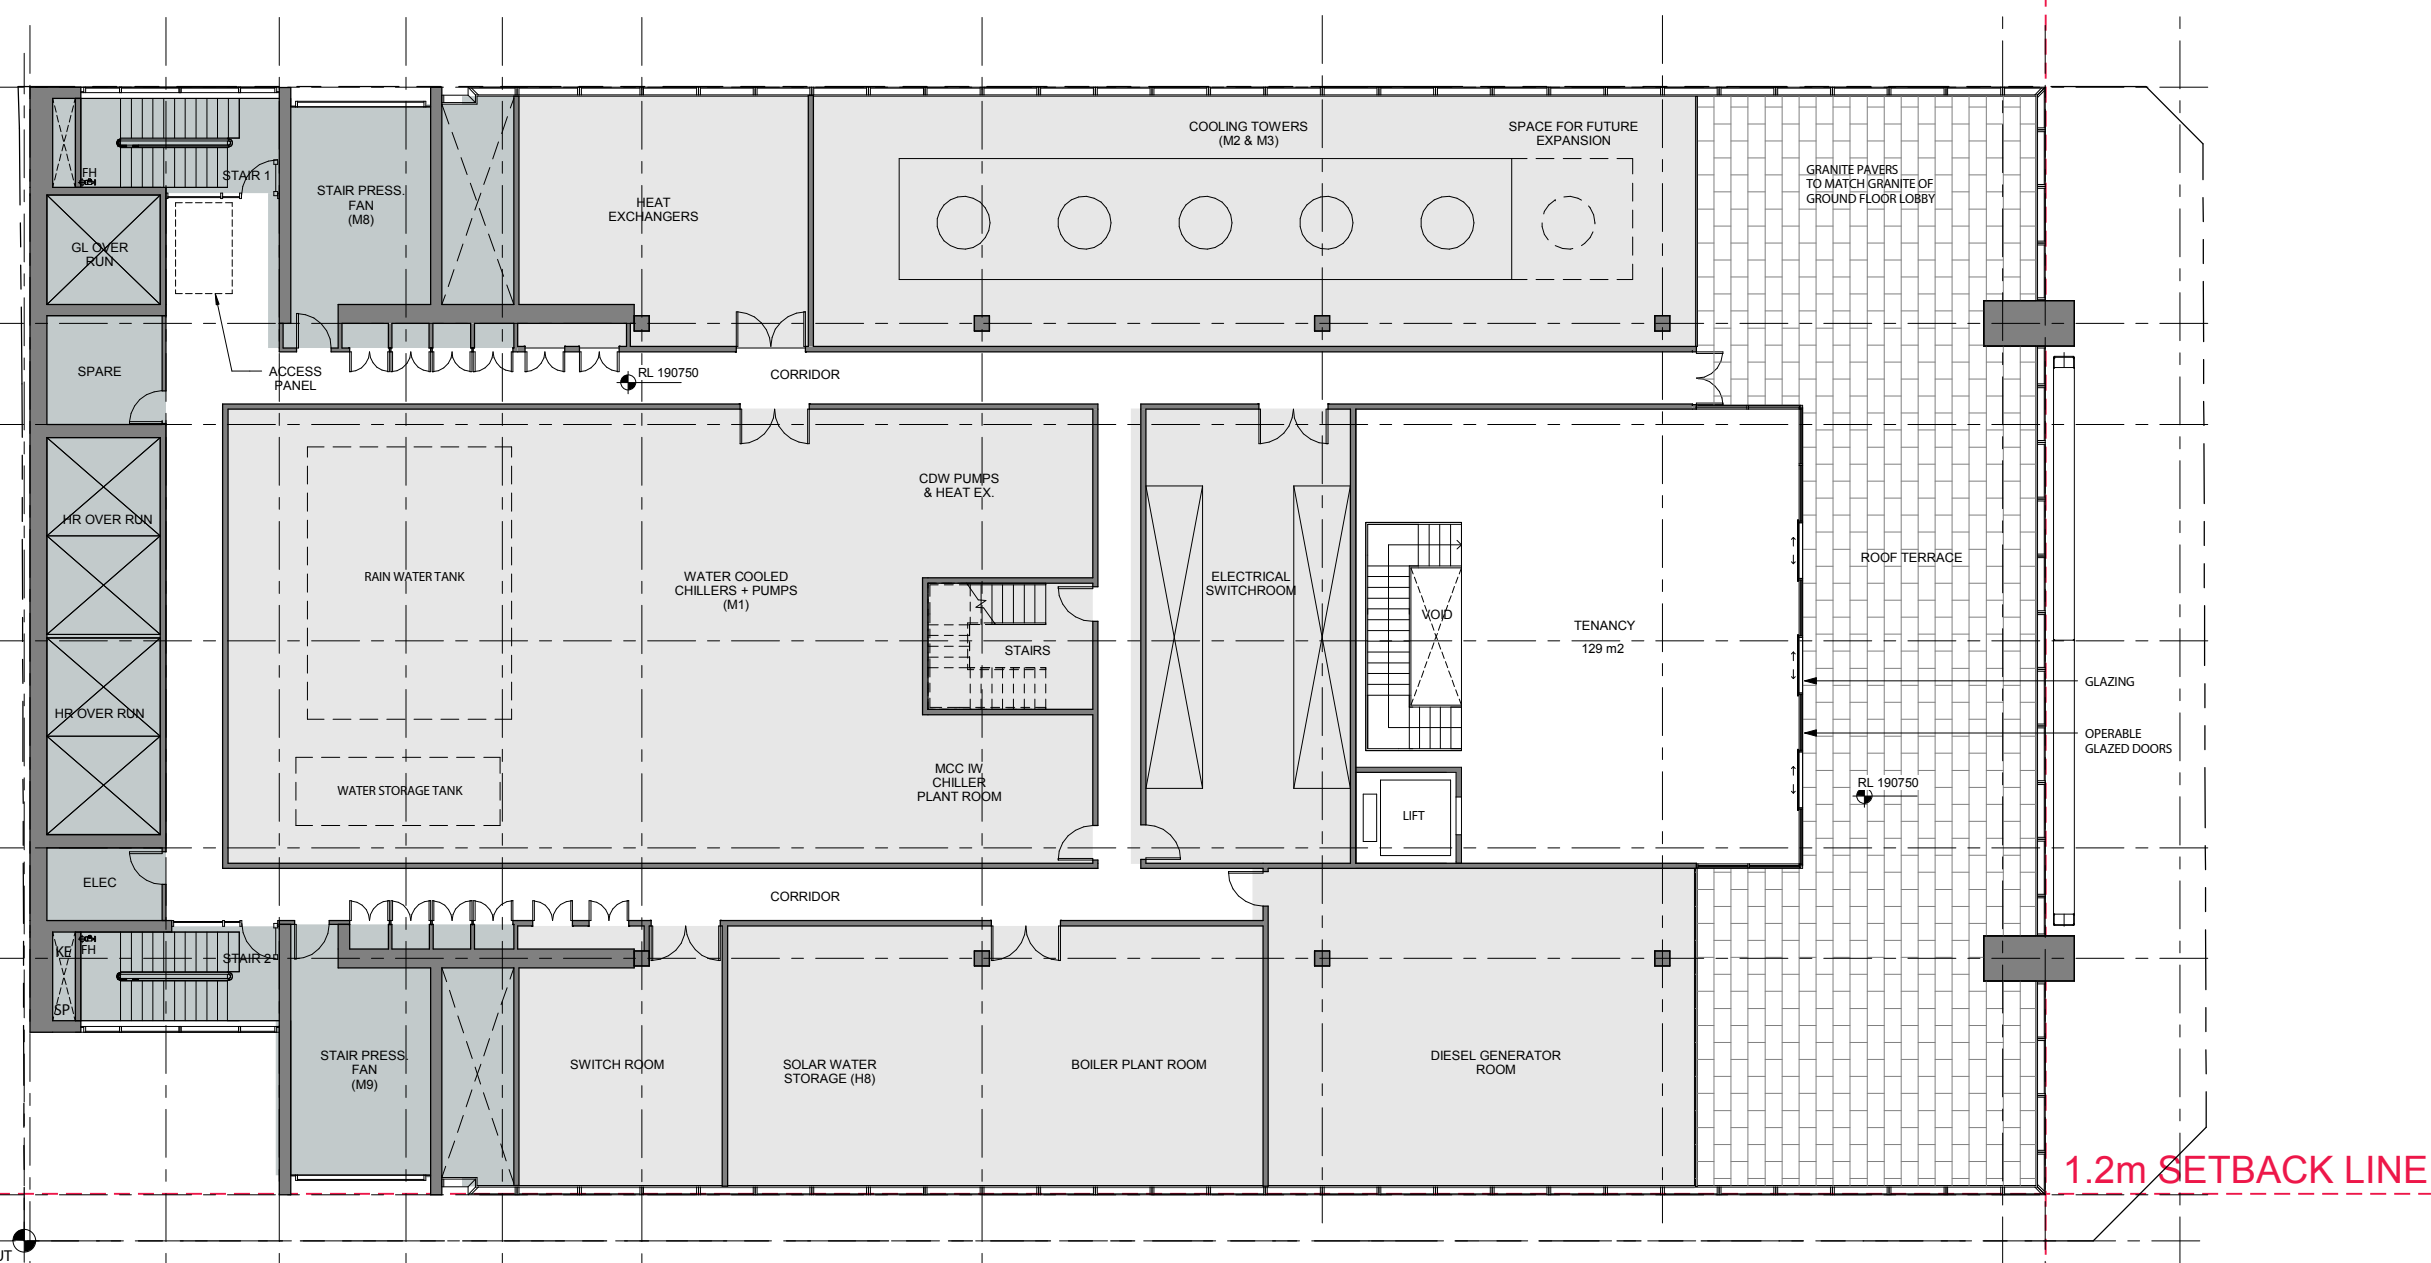 COOLING TOWERS
(M2 & M3)
SPACE FOR FUTURE
EXPANSION
GRANITE PAVERS
TO MATCH GRANITE OF
GROUND FLOOR LOBBY
FH
STAIR 1
STAIR PRESS.
FAN
(M8)
HEAT
EXCHANGERS
GL OVER
RUN
SPARE
ACCESS
PANEL
RL 190750
CORRIDOR
CDW PUMPS
& HEAT EX.
HR OVER RUN
RAIN WATER TANK
WATER COOLED
CHILLERS + PUMPS
(M1)
ELECTRICAL
SWITCHROOM
ROOF TERRACE
VOID
TENANCY
129 m2
STAIRS
GLAZING
HR OVER RUN
OPERABLE
GLAZED DOORS
MCC IW
CHILLER
PLANT ROOM
WATER STORAGE TANK
RL 190750
LIFT
ELEC
CORRIDOR
KE
FH
STAIR 2
SP
STAIR PRESS.
FAN
(M9)
SWITCH ROOM
SOLAR WATER
STORAGE (H8)
BOILER PLANT ROOM
DIESEL GENERATOR
ROOM
1.2m SETBACK LINE